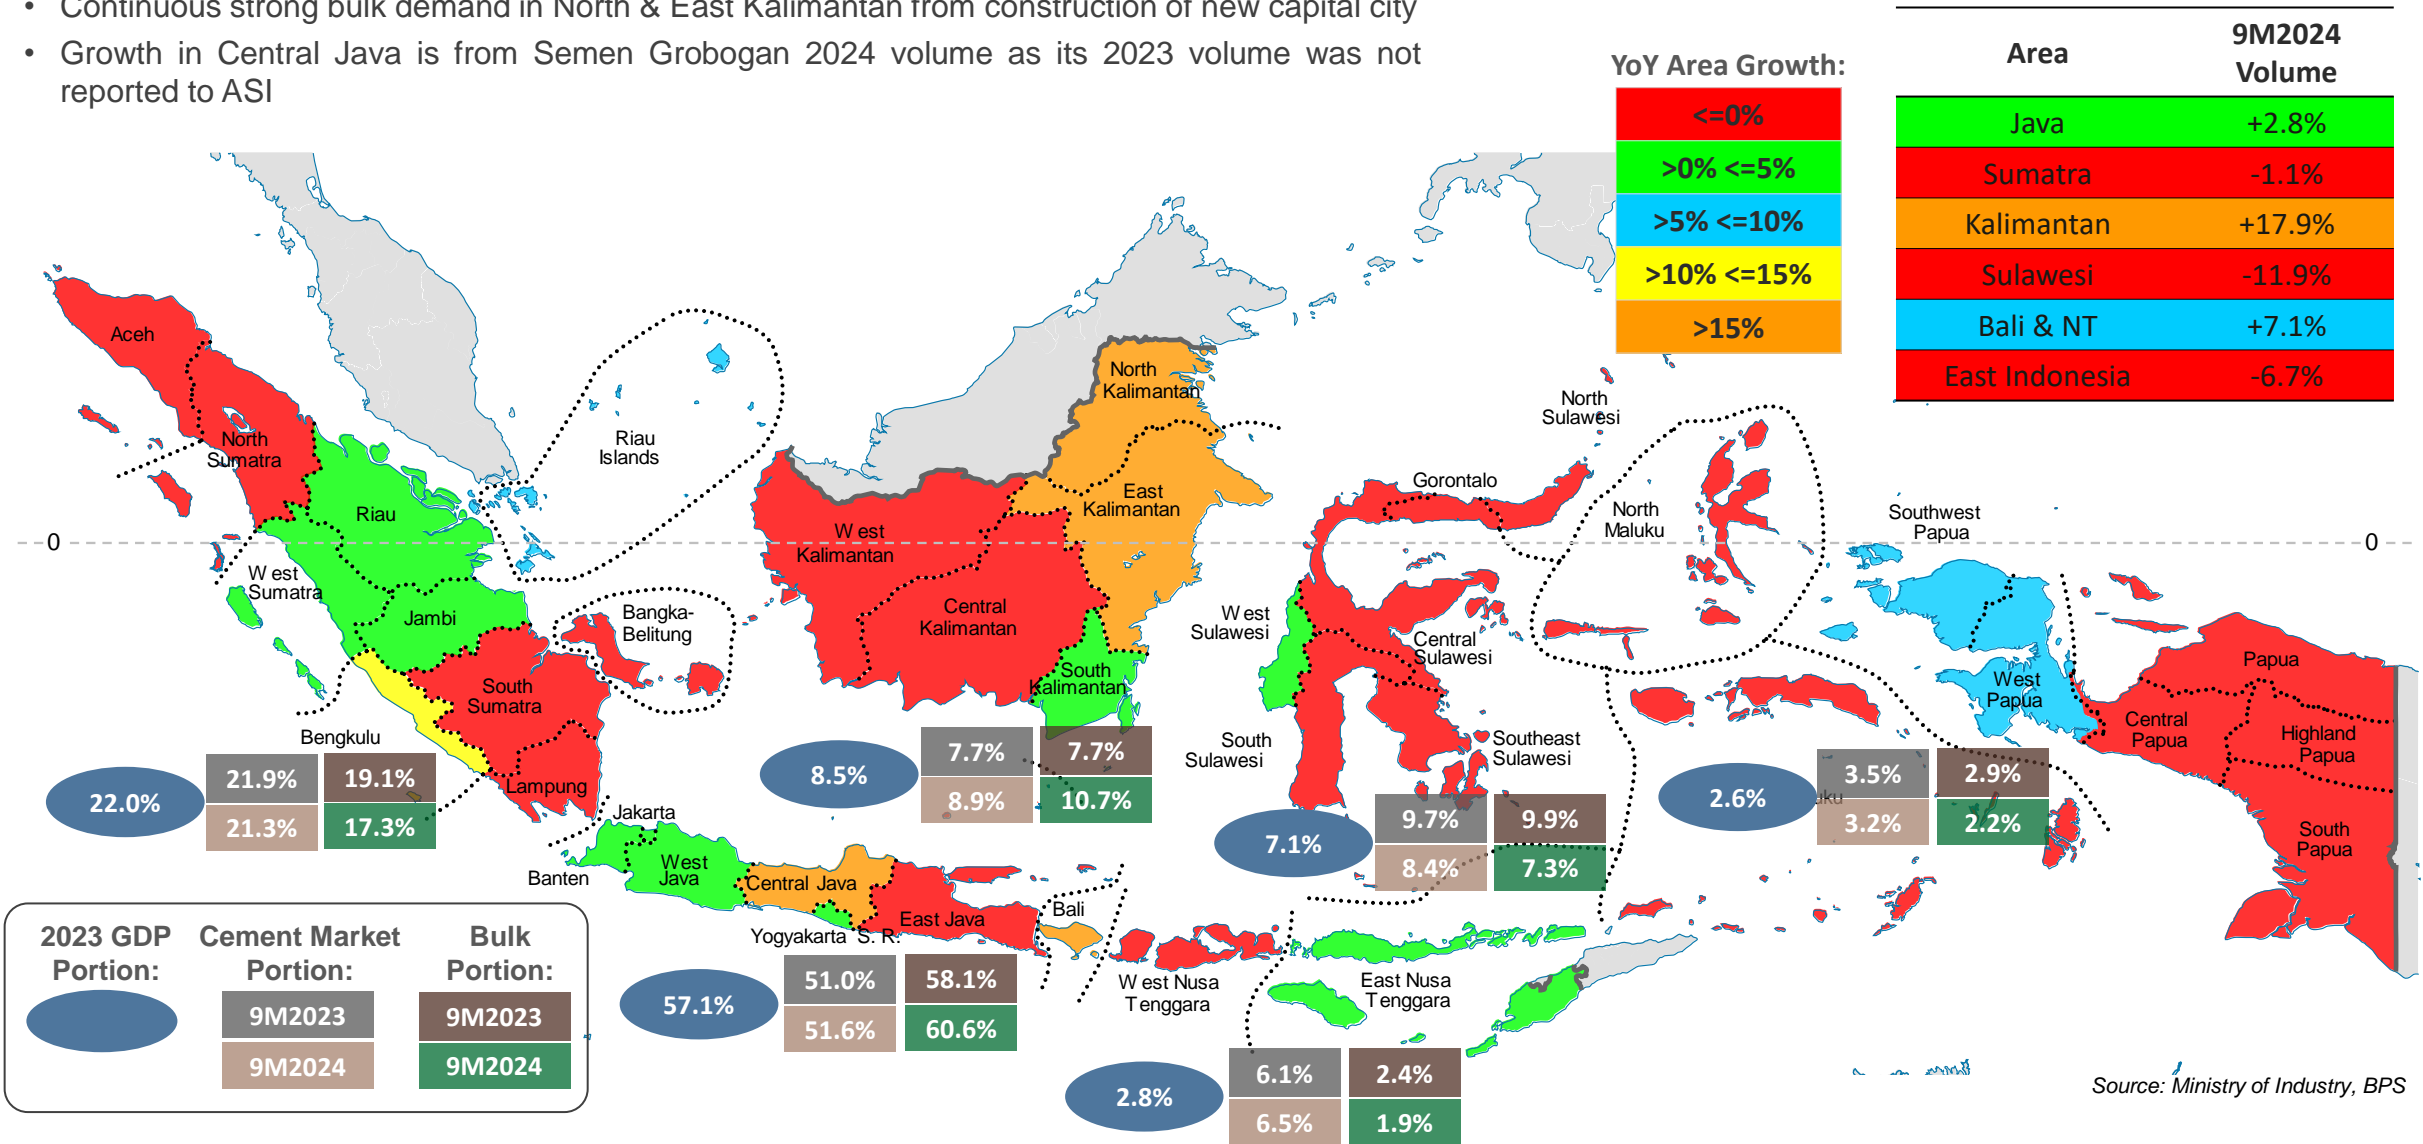 • Continuous strong bulk demand in North & East Kalimantan from construction of new capital city
• Growth in Central Java is from Semen Grobogan 2024 volume as its 2023 volume was not
reported to ASI
YoY Area Growth:
<=0%
>0% <=5%
>5% <=10%
>10% <=15%
>15%
Area 9M2024
Volume
Java +2.8%
Sumatra -1.1%
Kalimantan +17.9%
Sulawesi -11.9%
Bali & NT +7.1%
East Indonesia -6.7%
Aceh
North
Sumatra
Riau
Riau
Islands
West
Sumatra
Jambi
Bangka-
Belitung
South
Sumatra
Bengkulu
Lampung
North
Kalimantan
East
Kalimantan
West
Kalimantan
Central
Kalimantan
South
Kalimantan
North
Sulawesi
Gorontalo
West
Sulawesi
Central
Sulawesi
South
Sulawesi
Southeast
Sulawesi
North
Maluku
Southwest
Papua
West
Papua
Papua
Central
Papua
Highland
Papua
South
Papua
0
0
22.0%
21.9% 19.1%
21.3% 17.3%
8.5%
7.7% 7.7%
8.9% 10.7%
7.1%
9.7% 9.9%
8.4% 7.3%
2.6%
uku
3.5% 2.9%
3.2% 2.2%
Jakarta
Banten
West
Java
Central Java
Yogyakarta S. R.
East Java
Bali
West Nusa
Tenggara
East Nusa
Tenggara
57.1%
51.0% 58.1%
51.6% 60.6%
2.8%
6.1% 2.4%
6.5% 1.9%
2023 GDP
Portion:
Cement Market
Portion:
9M2023
9M2024
Bulk
Portion:
9M2023
9M2024
Source: Ministry of Industry, BPS